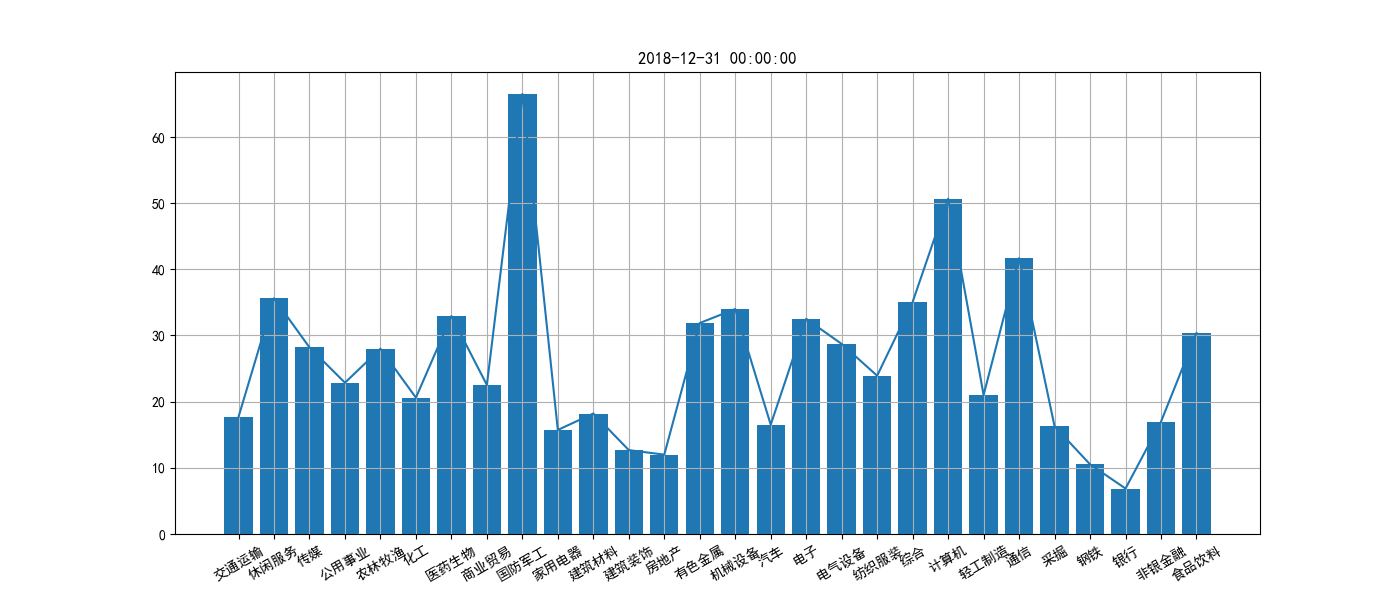 2018-12-31 00:00:00
60
50
40
30
20
10
0
交通运输
休闲服务
传媒
公用事业
农林牧渔
化工
医药生物
商业贸易
国防军工
家用电器
建筑材料
建筑装饰
房地产
有色金属
机械设备
汽车
电子
电气设备
纺织服装
综合
计算机
轻工制造
通信
采掘
钢铁
银行
非银金融
食品饮料